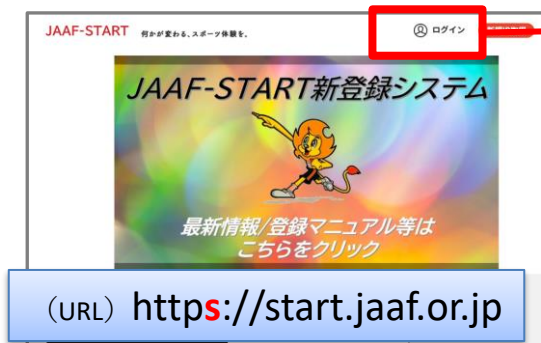 JAAF-START 何かが変わる、スポーツ体験を。
ログイン
JAAF-START新登録システム
最新情報/登録マニュアル等は
こちらをクリック
（URL）https://start.jaaf.or.jp